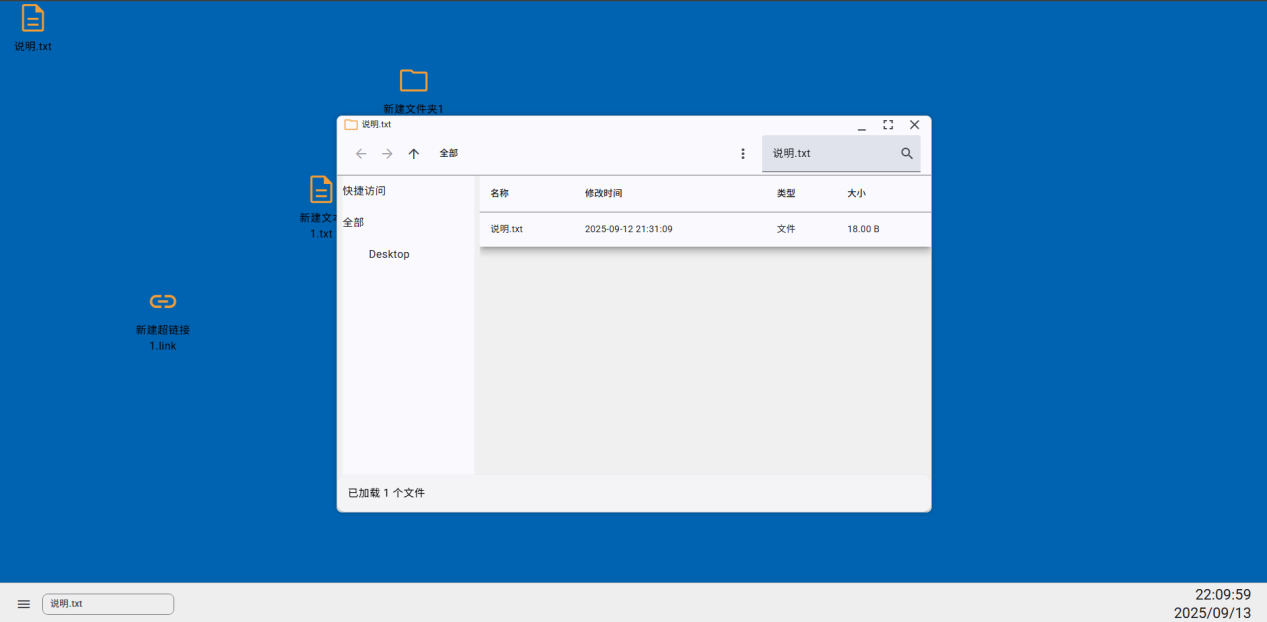 说明.txt
新建文件夹1
新建文
1.txt
新建超链接
1.link
说明.txt
全部
说明.txt
快捷访问
全部
Desktop
名称 修改时间 类型 大小
说明.txt 2025-09-12 21:31:09 文件 18.00 B
已加载 1 个文件
说明.txt
22:09:59
2025/09/13